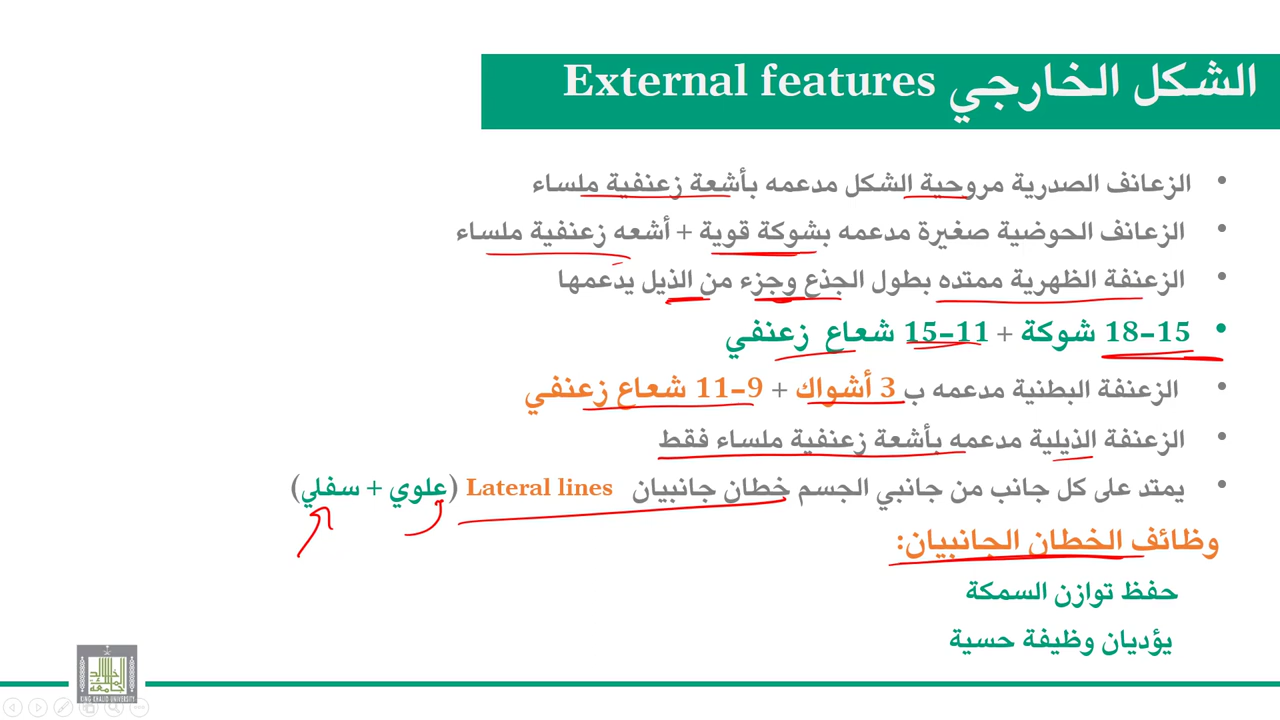 الشكل الخارجي External features
• الزعانف الصدرية مروحية الشكل مدعمه بأشعة زعنفية ملساء
• الزعانف الحوضية صغيرة مدعمه بشوكة قوية + أشعه زعنفية ملساء
• الزعنفة الظهرية ممتده بطول الجذع وجزء من الذيل يدعمها
• 15–18 شوكة + 11–15 شعاع زعنفي
• الزعنفة البطنية مدعمه ب 3 أشواك + 9–11 شعاع زعنفي
• الزعنفة الذيلية مدعمه بأشعة زعنفية ملساء فقط
• يمتد على كل جانب من جانبي الجسم خطان جانبيان Lateral lines (علوي + سفلي)
وظائف الخطان الجانبيان:
حفظ توازن السمكة
يؤديان وظيفة حسية
KING KHALID UNIVERSITY